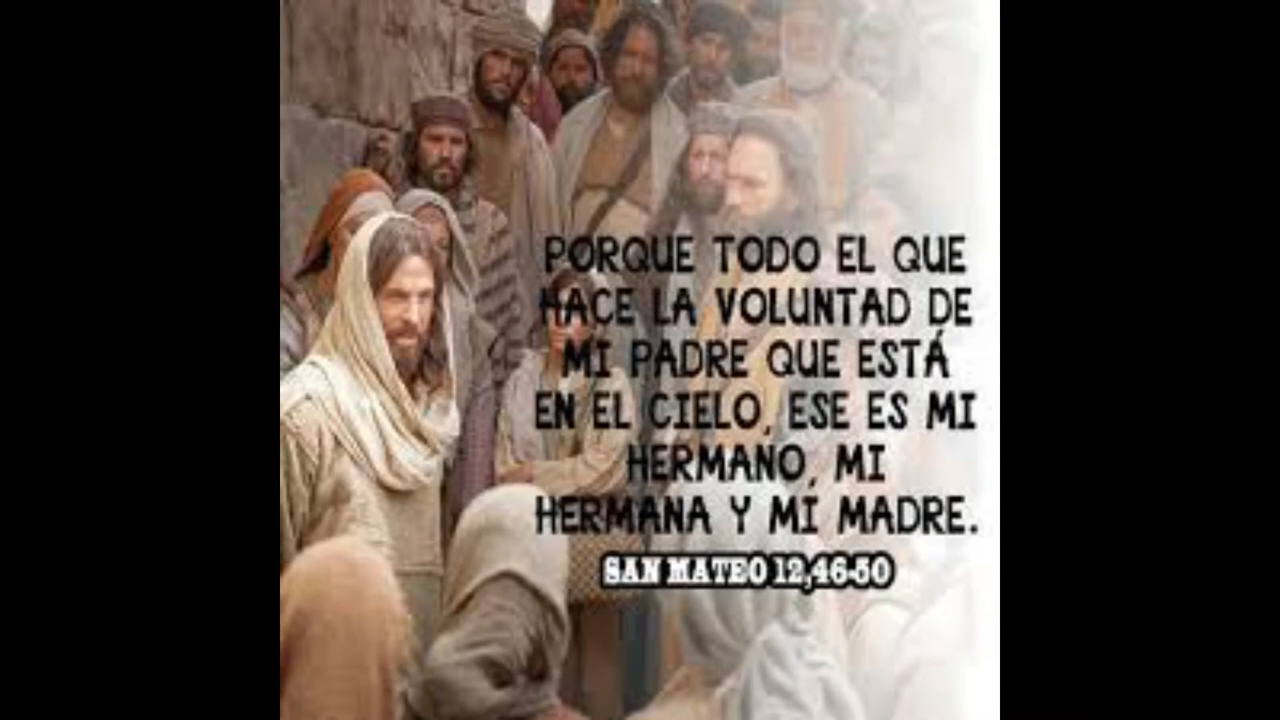 PORQUE TODO EL QUE
HACE LA VOLUNTAD DE
MI PADRE QUE ESTÁ
EN EL CIELO, ESE ES MI
HERMANO, MI
HERMANA Y MI MADRE.
SAN MATEO 12,46-50